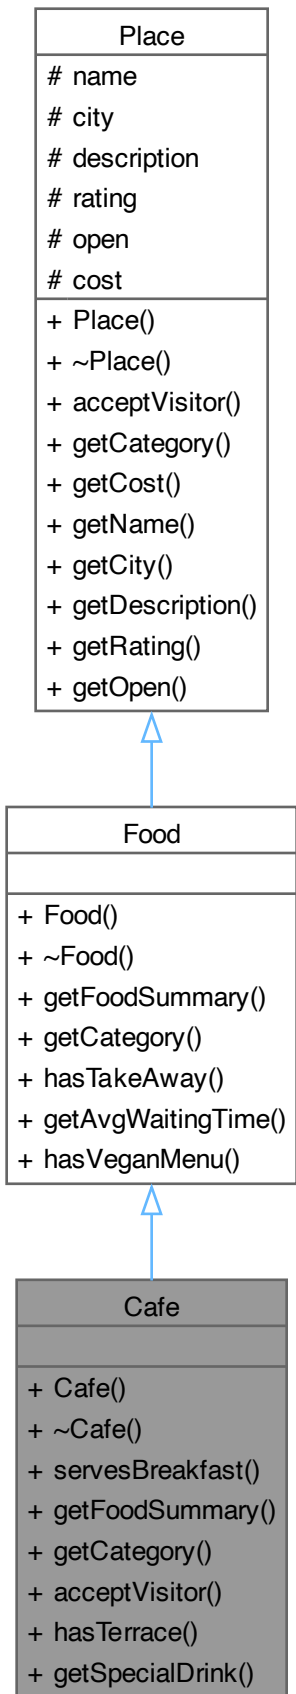 Place
# name
# city
# description
# rating
# open
# cost
+ Place()
+ ~Place()
+ acceptVisitor()
+ getCategory()
+ getCost()
+ getName()
+ getCity()
+ getDescription()
+ getRating()
+ getOpen()
Food
+ Food()
+ ~Food()
+ getFoodSummary()
+ getCategory()
+ hasTakeAway()
+ getAvgWaitingTime()
+ hasVeganMenu()
Cafe
+ Cafe()
+ ~Cafe()
+ servesBreakfast()
+ getFoodSummary()
+ getCategory()
+ acceptVisitor()
+ hasTerrace()
+ getSpecialDrink()